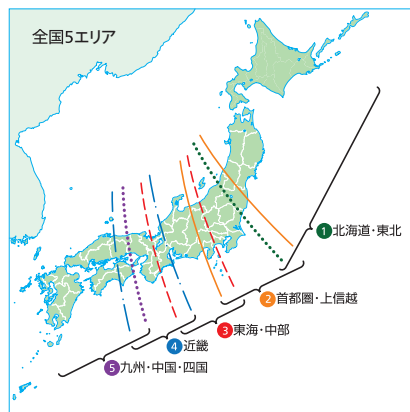 全国5エリア
1北海道・東北
2首都圏・上信越
3東海・中部
4近畿
5九州・中国・四国